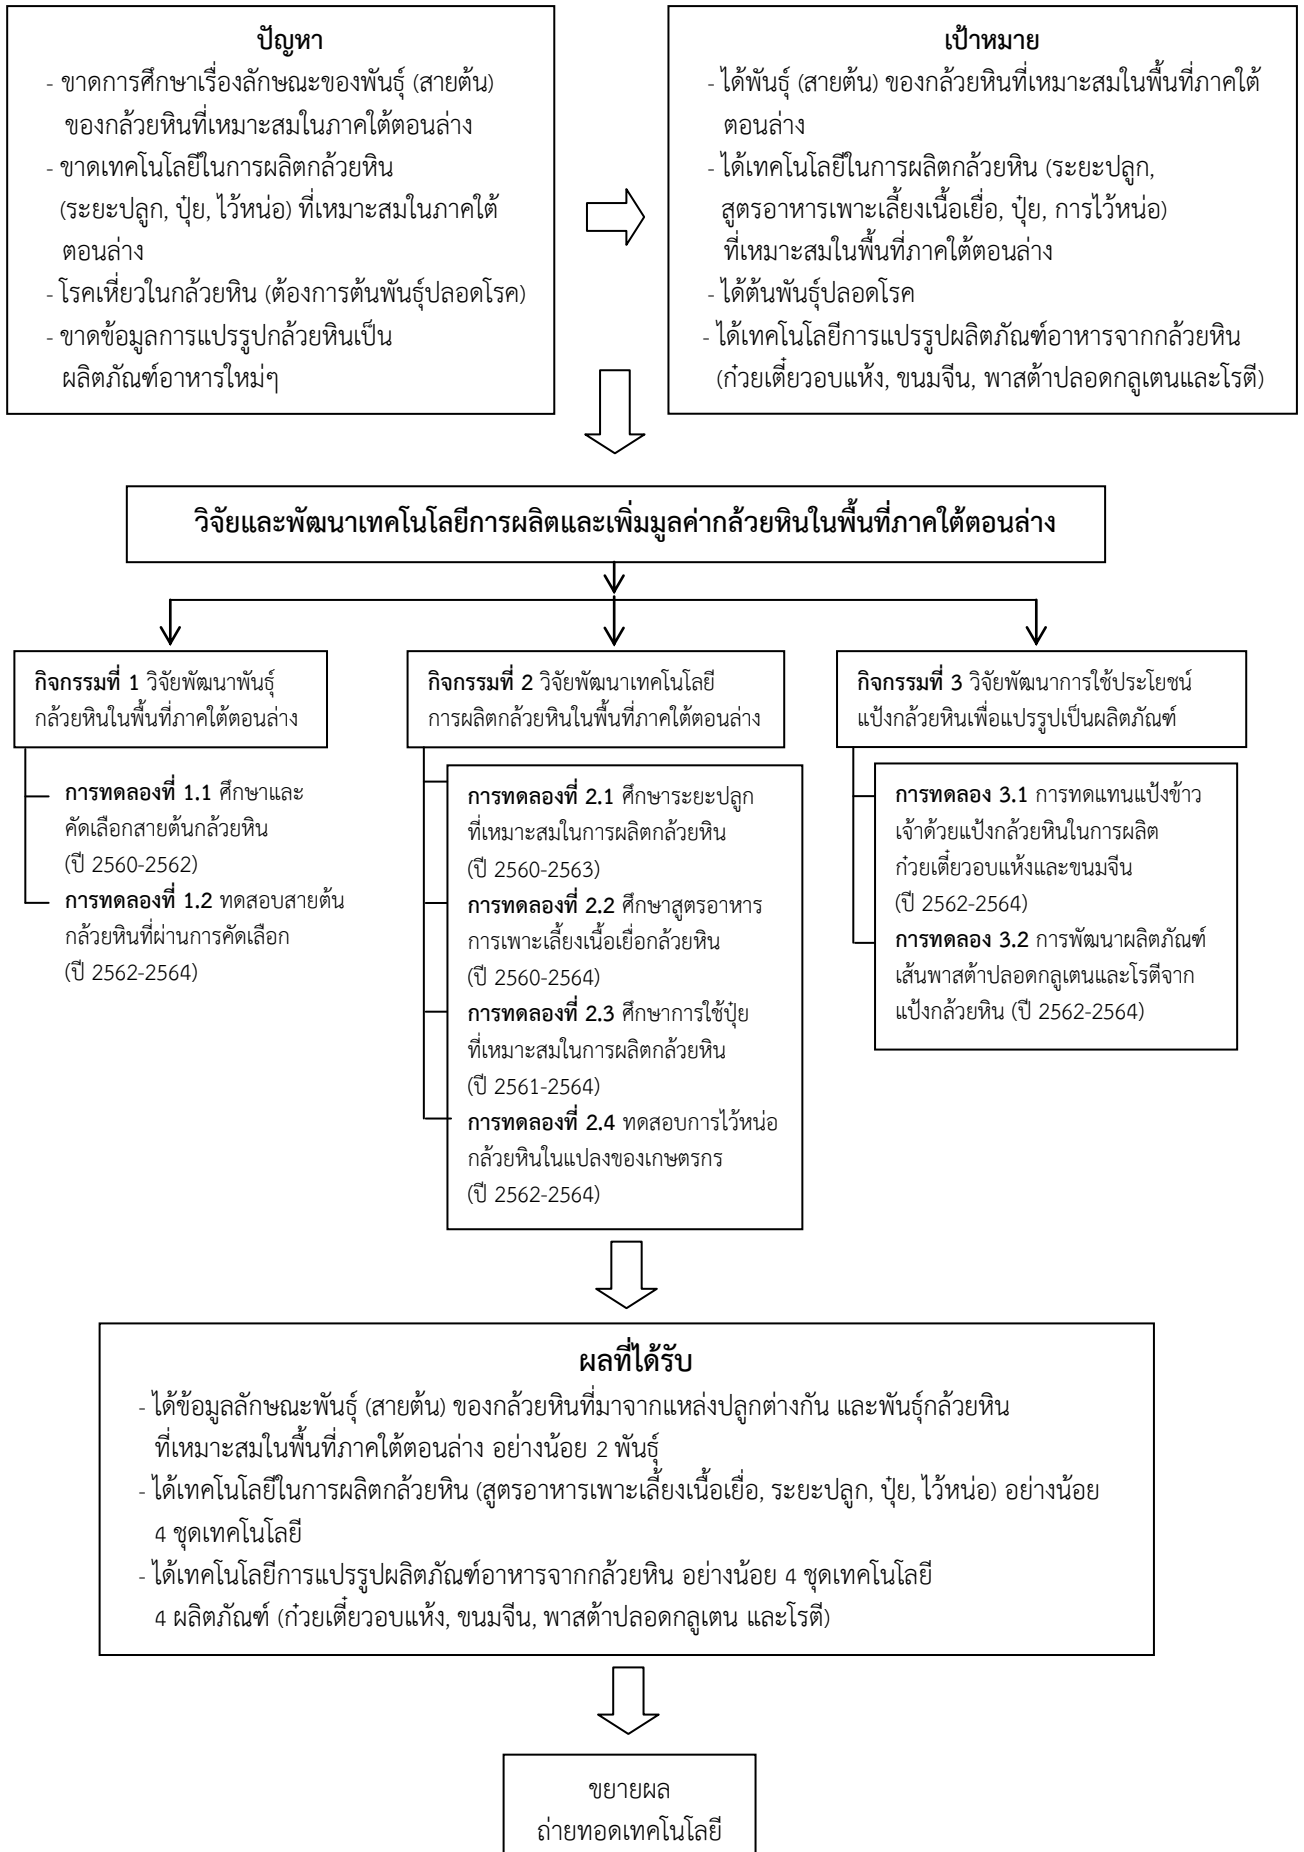 ปัญหา
- ขาดการศึกษาเรื่องลักษณะของพันธุ์ (สายต้น)
ของกล้วยหินที่เหมาะสมในภาคใต้ตอนล่าง
- ขาดเทคโนโลยีในการผลิตกล้วยหิน
(ระยะปลูก, ปุ๋ย, ไว้หน่อ) ที่เหมาะสมในภาคใต้
ตอนล่าง
- โรคเหี่ยวในกล้วยหิน (ต้องการต้นพันธุ์ปลอดโรค)
- ขาดข้อมูลการแปรรูปกล้วยหินเป็น
ผลิตภัณฑ์อาหารใหม่ๆ
เป้าหมาย
- ได้พันธุ์ (สายต้น) ของกล้วยหินที่เหมาะสมในพื้นที่ภาคใต้
ตอนล่าง
- ได้เทคโนโลยีในการผลิตกล้วยหิน (ระยะปลูก,
สูตรอาหารเพาะเลี้ยงเนื้อเยื่อ, ปุ๋ย, การไว้หน่อ)
ที่เหมาะสมในพื้นที่ภาคใต้ตอนล่าง
- ได้ต้นพันธุ์ปลอดโรค
- ได้เทคโนโลยีการแปรรูปผลิตภัณฑ์อาหารจากกล้วยหิน
(ก๋วยเตี๋ยวอบแห้ง, ขนมจีน, พาสต้าปลอดกลูเตนและโรตี)
วิจัยและพัฒนาเทคโนโลยีการผลิตและเพิ่มมูลค่ากล้วยหินในพื้นที่ภาคใต้ตอนล่าง
กิจกรรมที่ 1 วิจัยพัฒนาพันธุ์
กล้วยหินในพื้นที่ภาคใต้ตอนล่าง
การทดลองที่ 1.1 ศึกษาและ
คัดเลือกสายต้นกล้วยหิน
(ปี 2560-2562)
การทดลองที่ 1.2 ทดสอบสายต้น
กล้วยหินที่ผ่านการคัดเลือก
(ปี 2562-2564)
กิจกรรมที่ 2 วิจัยพัฒนาเทคโนโลยี
การผลิตกล้วยหินในพื้นที่ภาคใต้ตอนล่าง
การทดลองที่ 2.1 ศึกษาระยะปลูก
ที่เหมาะสมในการผลิตกล้วยหิน
(ปี 2560-2563)
การทดลองที่ 2.2 ศึกษาสูตรอาหาร
การเพาะเลี้ยงเนื้อเยื่อกล้วยหิน
(ปี 2560-2564)
การทดลองที่ 2.3 ศึกษาการใช้ปุ๋ย
ที่เหมาะสมในการผลิตกล้วยหิน
(ปี 2561-2564)
การทดลองที่ 2.4 ทดสอบการไว้หน่อ
กล้วยหินในแปลงของเกษตรกร
(ปี 2562-2564)
กิจกรรมที่ 3 วิจัยพัฒนาการใช้ประโยชน์
แป้งกล้วยหินเพื่อแปรรูปเป็นผลิตภัณฑ์
การทดลอง 3.1 การทดแทนแป้งข้าว
เจ้าด้วยแป้งกล้วยหินในการผลิต
ก๋วยเตี๋ยวอบแห้งและขนมจีน
(ปี 2562-2564)
การทดลอง 3.2 การพัฒนาผลิตภัณฑ์
เส้นพาสต้าปลอดกลูเตนและโรตีจาก
แป้งกล้วยหิน (ปี 2562-2564)
ผลที่ได้รับ
- ได้ข้อมูลลักษณะพันธุ์ (สายต้น) ของกล้วยหินที่มาจากแหล่งปลูกต่างกัน และพันธุ์กล้วยหิน
ที่เหมาะสมในพื้นที่ภาคใต้ตอนล่าง อย่างน้อย 2 พันธุ์
- ได้เทคโนโลยีในการผลิตกล้วยหิน (สูตรอาหารเพาะเลี้ยงเนื้อเยื่อ, ระยะปลูก, ปุ๋ย, ไว้หน่อ) อย่างน้อย
4 ชุดเทคโนโลยี
- ได้เทคโนโลยีการแปรรูปผลิตภัณฑ์อาหารจากกล้วยหิน อย่างน้อย 4 ชุดเทคโนโลยี
4 ผลิตภัณฑ์ (ก๋วยเตี๋ยวอบแห้ง, ขนมจีน, พาสต้าปลอดกลูเตน และโรตี)
ขยายผล
ถ่ายทอดเทคโนโลยี